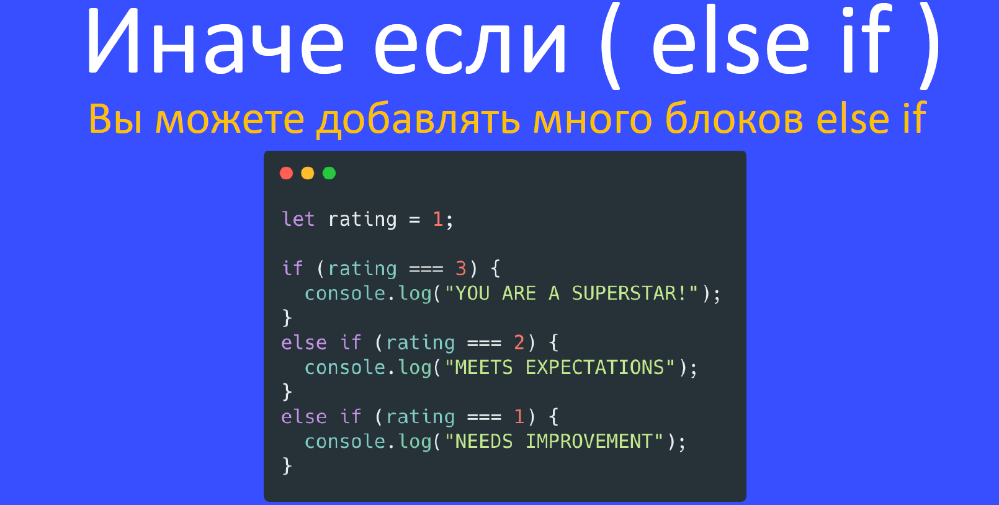 Иначе если ( else if )
Вы можете добавлять много блоков else if
let rating = 1;
if (rating === 3) {
  console.log("YOU ARE A SUPERSTAR!");
}
else if (rating === 2) {
  console.log("MEETS EXPECTATIONS");
}
else if (rating === 1) {
  console.log("NEEDS IMPROVEMENT");
}